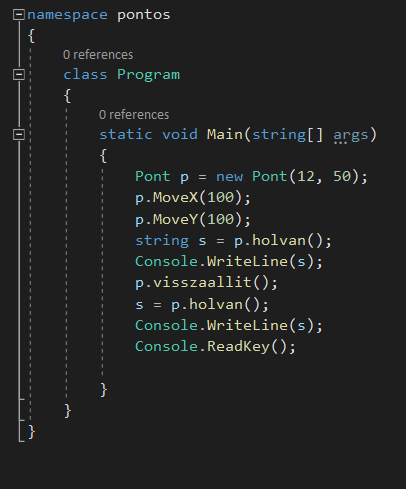 namespace pontos
{
0 references
class Program
{
0 references
static void Main(string[] args)
{
Pont p = new Pont(12, 50);
p.MoveX(100);
p.MoveY(100);
string s = p.holvan();
Console.WriteLine(s);
p.visszaallit();
s = p.holvan();
Console.WriteLine(s);
Console.ReadKey();
}
}
}